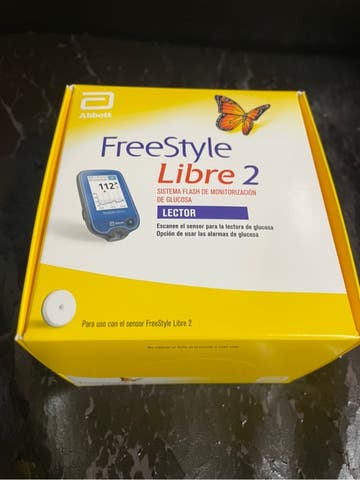 Abbott
FreeStyle
Libre 2
SISTEMA FLASH DE MONITORIZACIÓN
DE GLUCOSA
LECTOR
Escanee el sensor para la lectura de glucosa
Opción de usar las alarmas de glucosa
112
Para uso con el sensor FreeStyle Libre 2